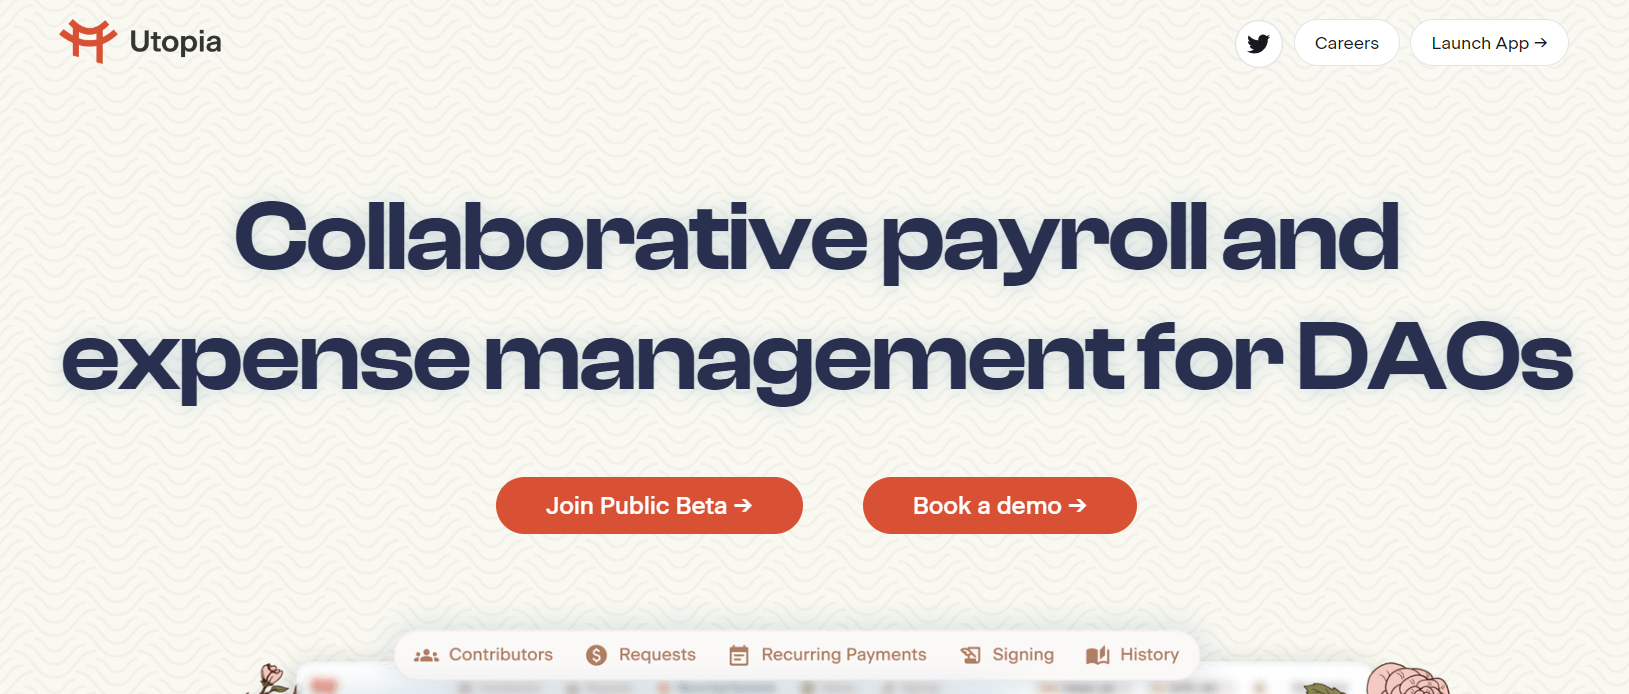 Utopia
Careers
Launch App →
Collaborative payroll and
expense management for DAOs
Join Public Beta →
Book a demo →
Contributors
Requests
Recurring Payments
Signing
History